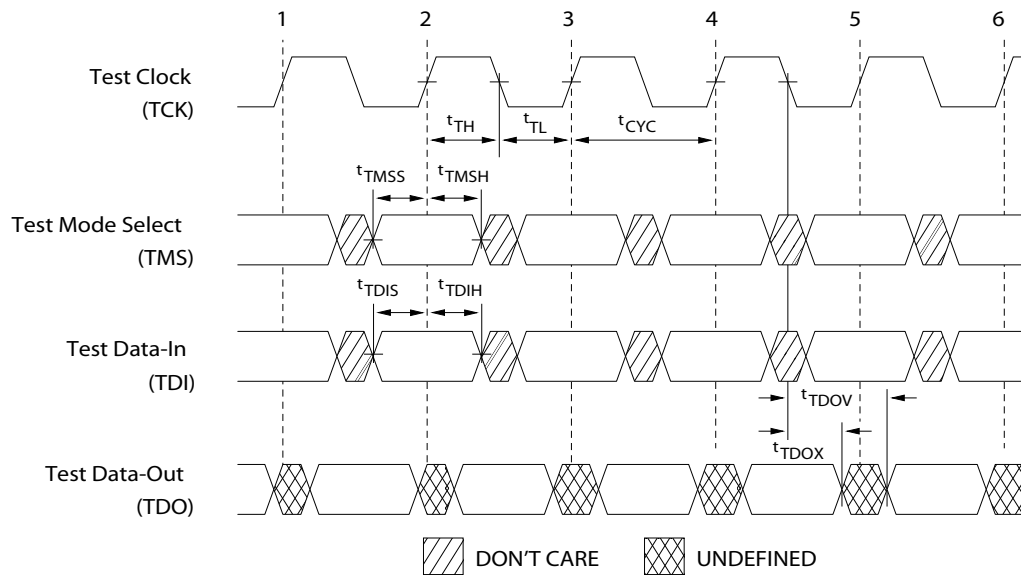 1 2 3 4 5 6
Test Clock
(TCK)
tTH tTL tCYC
tTMSS tTMSH
Test Mode Select
(TMS)
tTDIS tTDIH
Test Data-In
(TDI)
tTDOV
tTDOX
Test Data-Out
(TDO)
DON'T CARE UNDEFINED